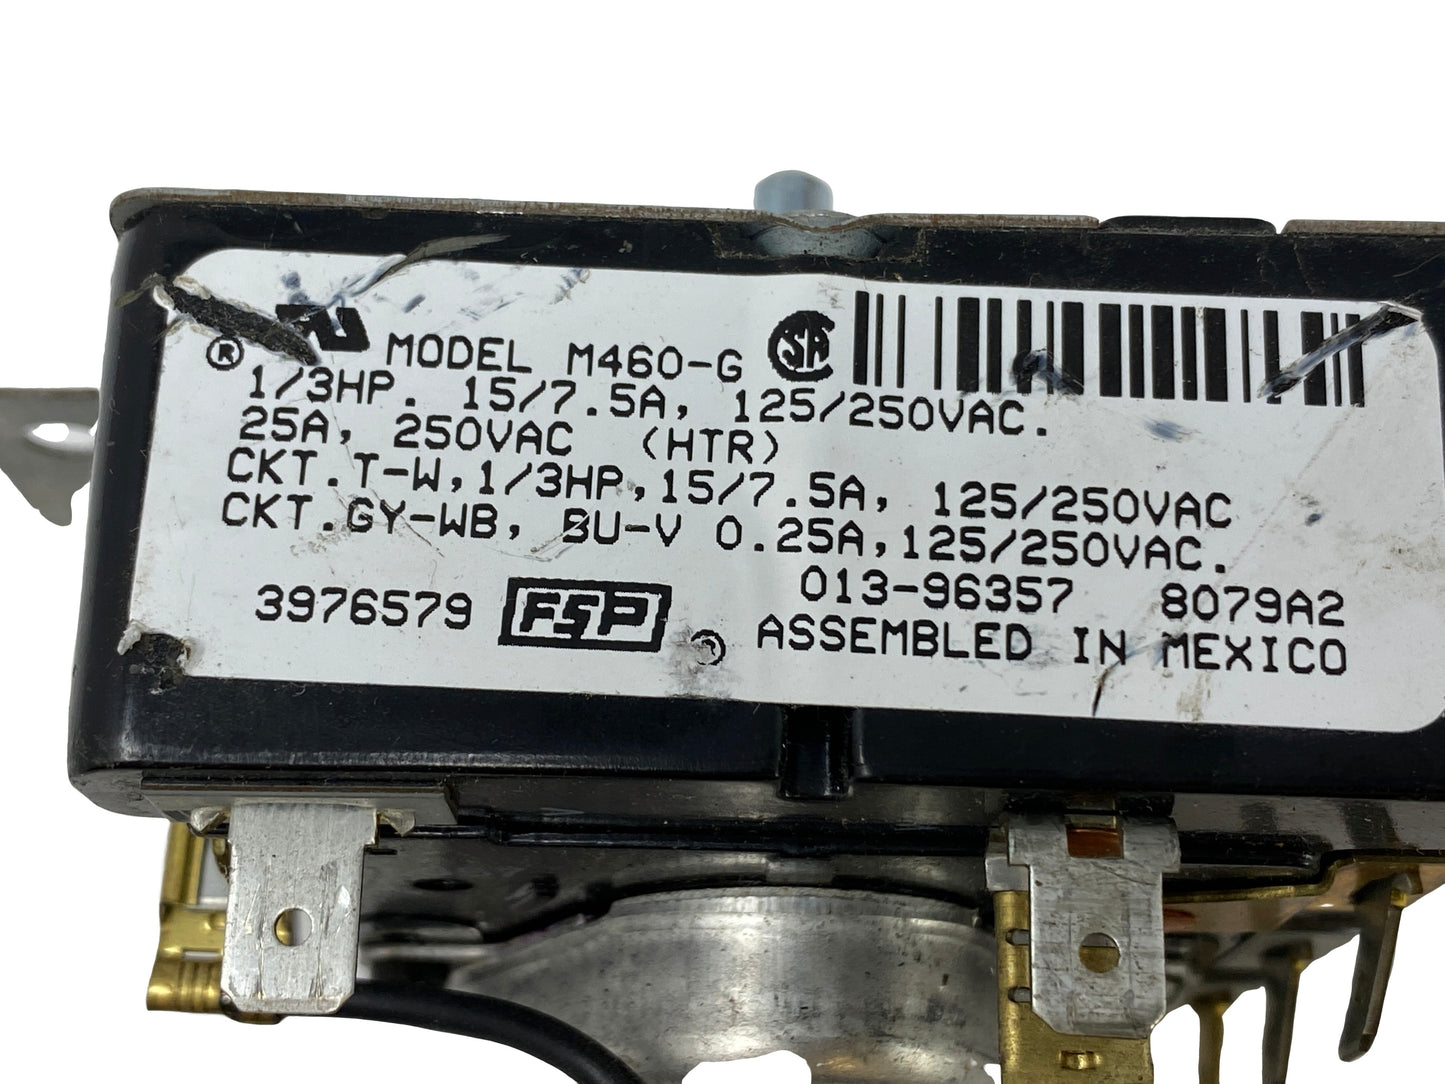 ® MODEL M460-G
1/3HP. 15/7.5A, 125/250VAC.
25A, 250VAC (HTR)
CKT.T-W,1/3HP,15/7.5A, 125/250VAC
CKT.GY-WB, BU-V 0.25A,125/250VAC.
013-96357 8079A2
3976579 FSP ® ASSEMBLED IN MEXICO